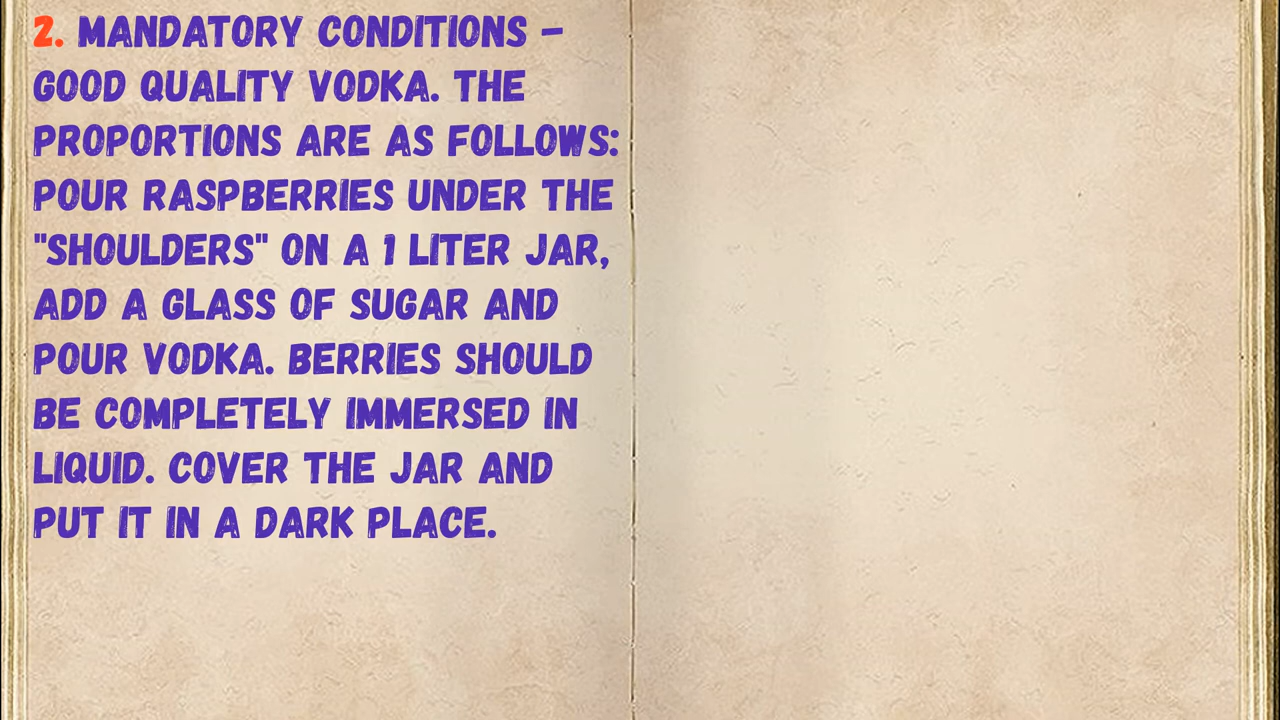 2. MANDATORY CONDITIONS –
GOOD QUALITY VODKA. THE
PROPORTIONS ARE AS FOLLOWS:
POUR RASPBERRIES UNDER THE
"SHOULDERS" ON A 1 LITER JAR,
ADD A GLASS OF SUGAR AND
POUR VODKA. BERRIES SHOULD
BE COMPLETELY IMMERSED IN
LIQUID. COVER THE JAR AND
PUT IT IN A DARK PLACE.